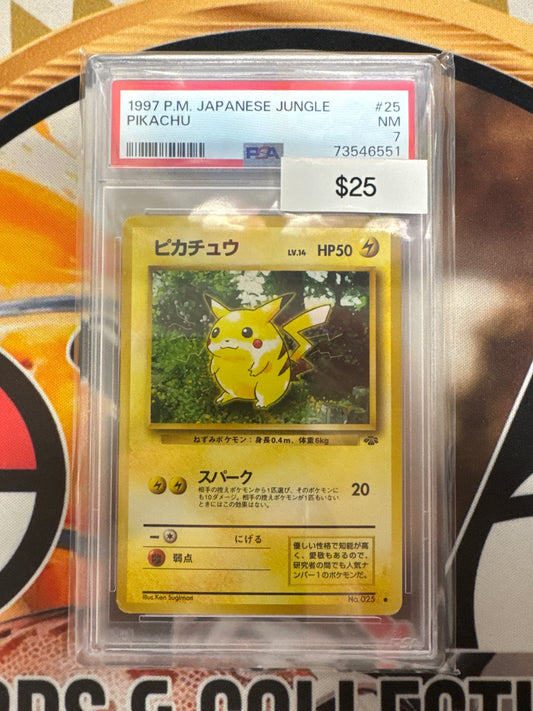 1997 P.M. JAPANESE JUNGLE #25
PIKACHU NM
7
PSA 73546551
$25
ピカチュウ LV.14 HP50
ねずみポケモン：身長0.4m、体重6kg
スパーク 20
相手の控えポケモンから1匹選び、そのポケモンに
も10ダメージ。相手の控えポケモンが1匹もいない
ときにはこの効果はない。
ー にげる
弱点
優しい性格で知能が高
く、愛敬もあるので、
研究者の間でも人気ナ
ンバー1のポケモンだ。
Illus.Ken Sugimori No.025
& COLLECTI